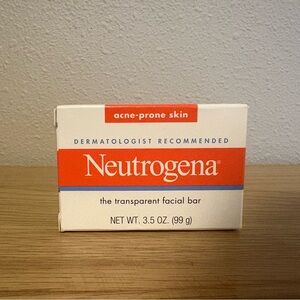 acne-prone skin
DERMATOLOGIST RECOMMENDED
Neutrogena®
the transparent facial bar
NET WT. 3.5 OZ. (99 g)